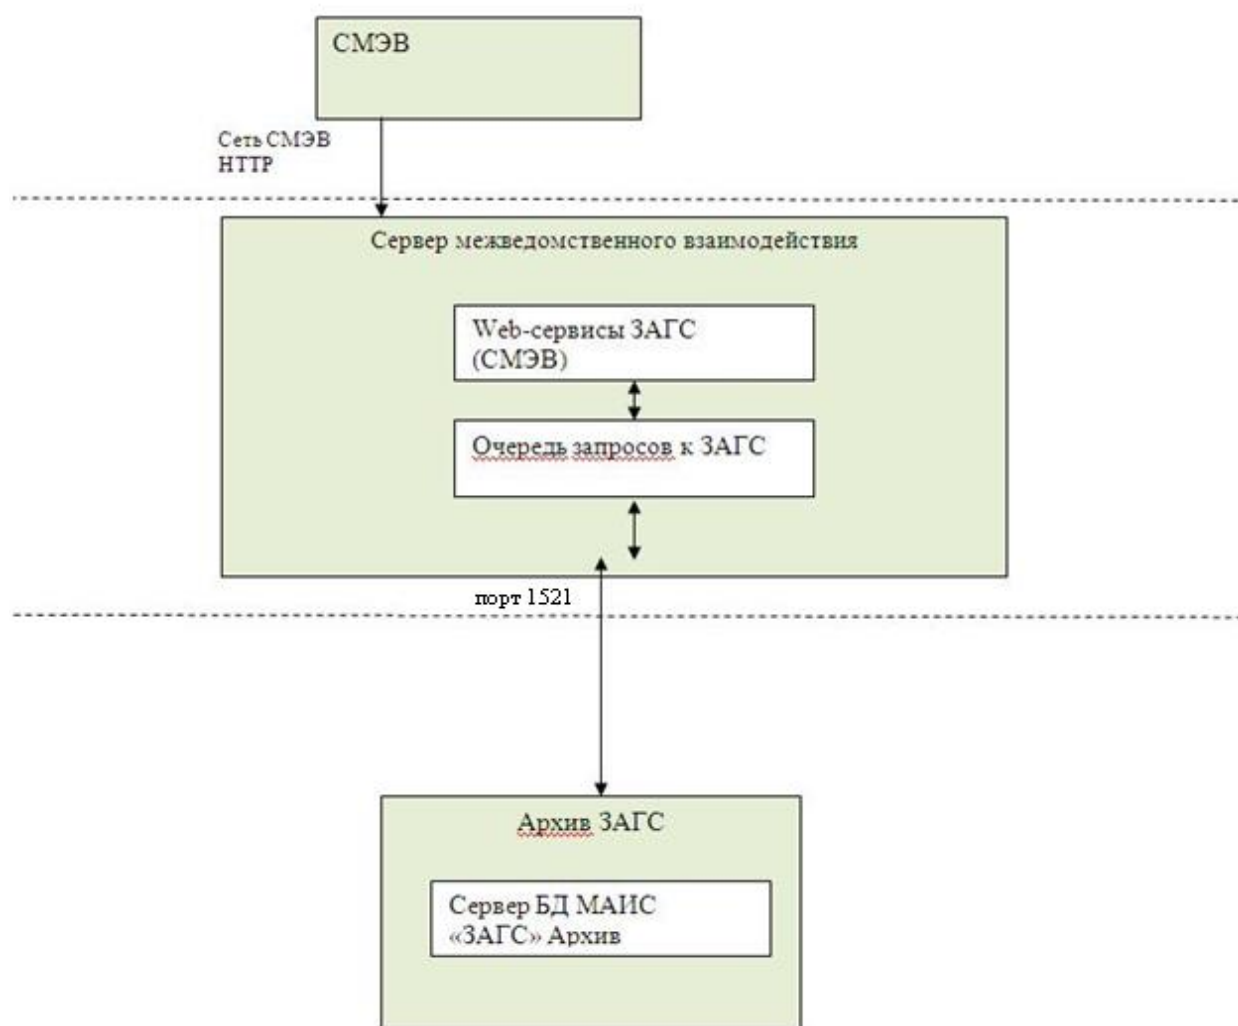 СМЭВ
Сеть СМЭВ
HTTP
Сервер межведомственного взаимодействия
Web-сервисы ЗАГС
(СМЭВ)
Очередь запросов к ЗАГС
порт 1521
Архив ЗАГС
Сервер БД МАИС
«ЗАГС» Архив